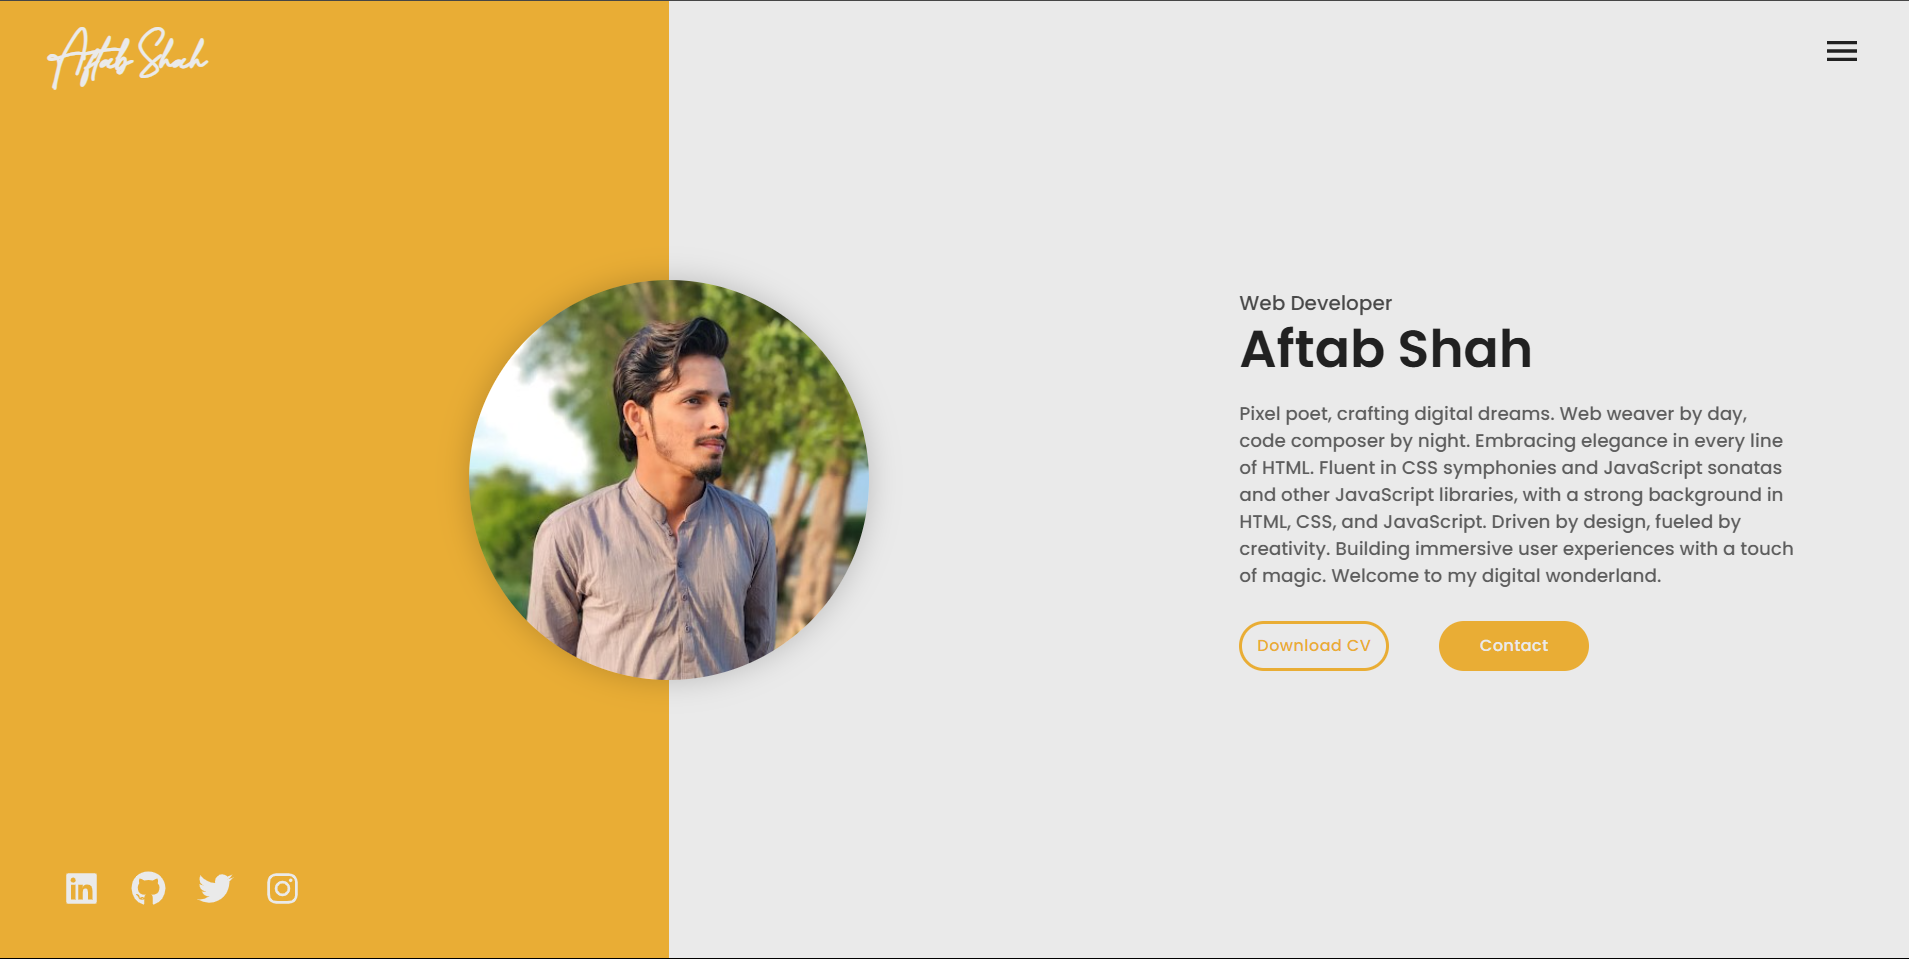 Aftab Shah
Web Developer
Aftab Shah
Pixel poet, crafting digital dreams. Web weaver by day,
code composer by night. Embracing elegance in every line
of HTML. Fluent in CSS symphonies and JavaScript sonatas
and other JavaScript libraries, with a strong background in
HTML, CSS, and JavaScript. Driven by design, fueled by
creativity. Building immersive user experiences with a touch
of magic. Welcome to my digital wonderland.
Download CV
Contact
in